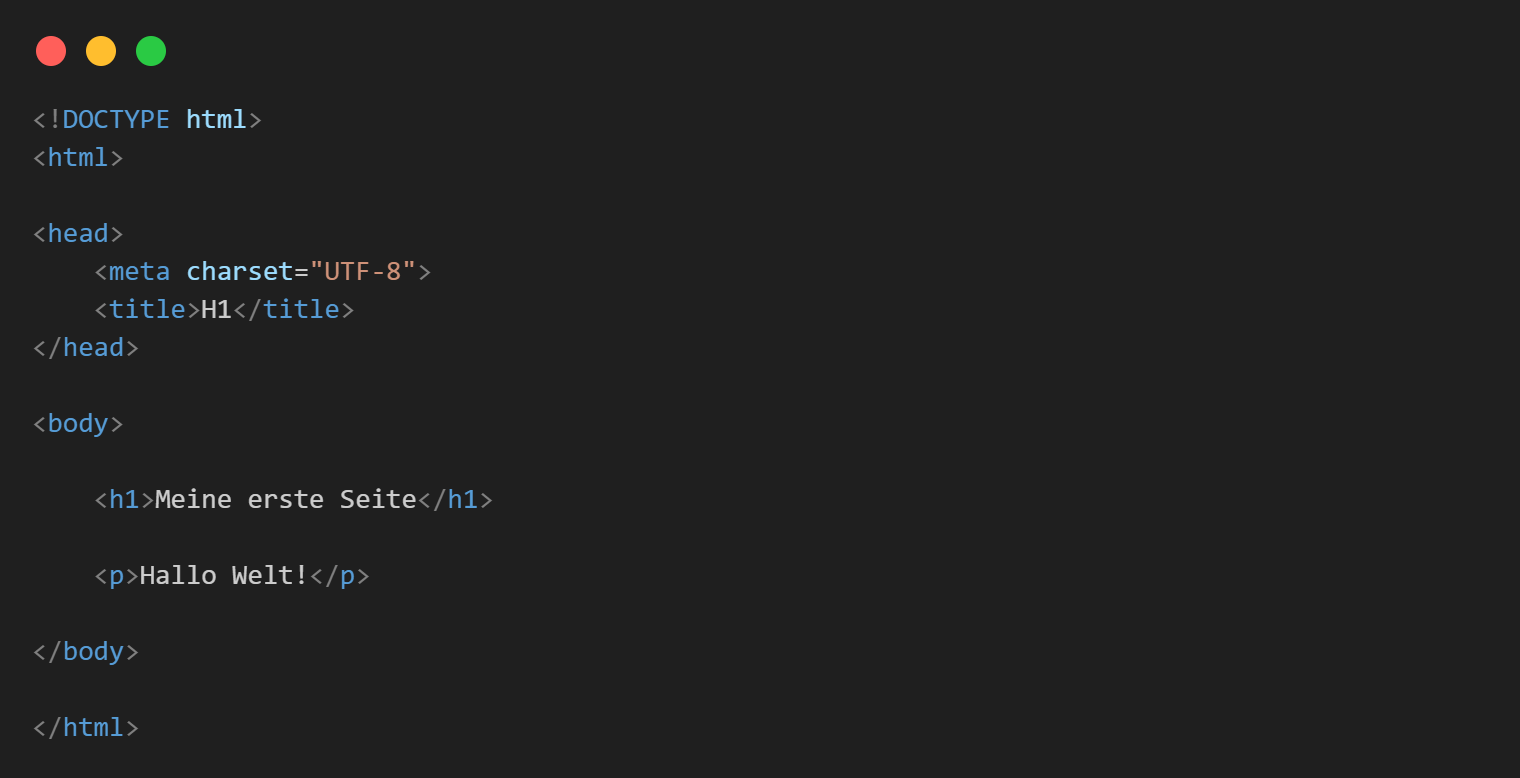 <!DOCTYPE html>
<html>
<head>
    <meta charset="UTF-8">
    <title>H1</title>
</head>
<body>
    <h1>Meine erste Seite</h1>
    <p>Hallo Welt!</p>
</body>
</html>